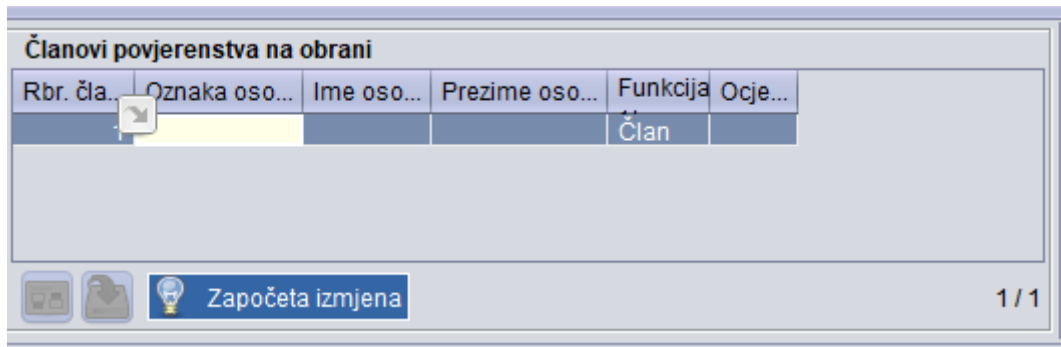 Članovi povjerenstva na obrani
Rbr. čla... Oznaka oso... Ime oso... Prezime oso... Funkcija Ocje...
1 Član
Započeta izmjena
1 / 1